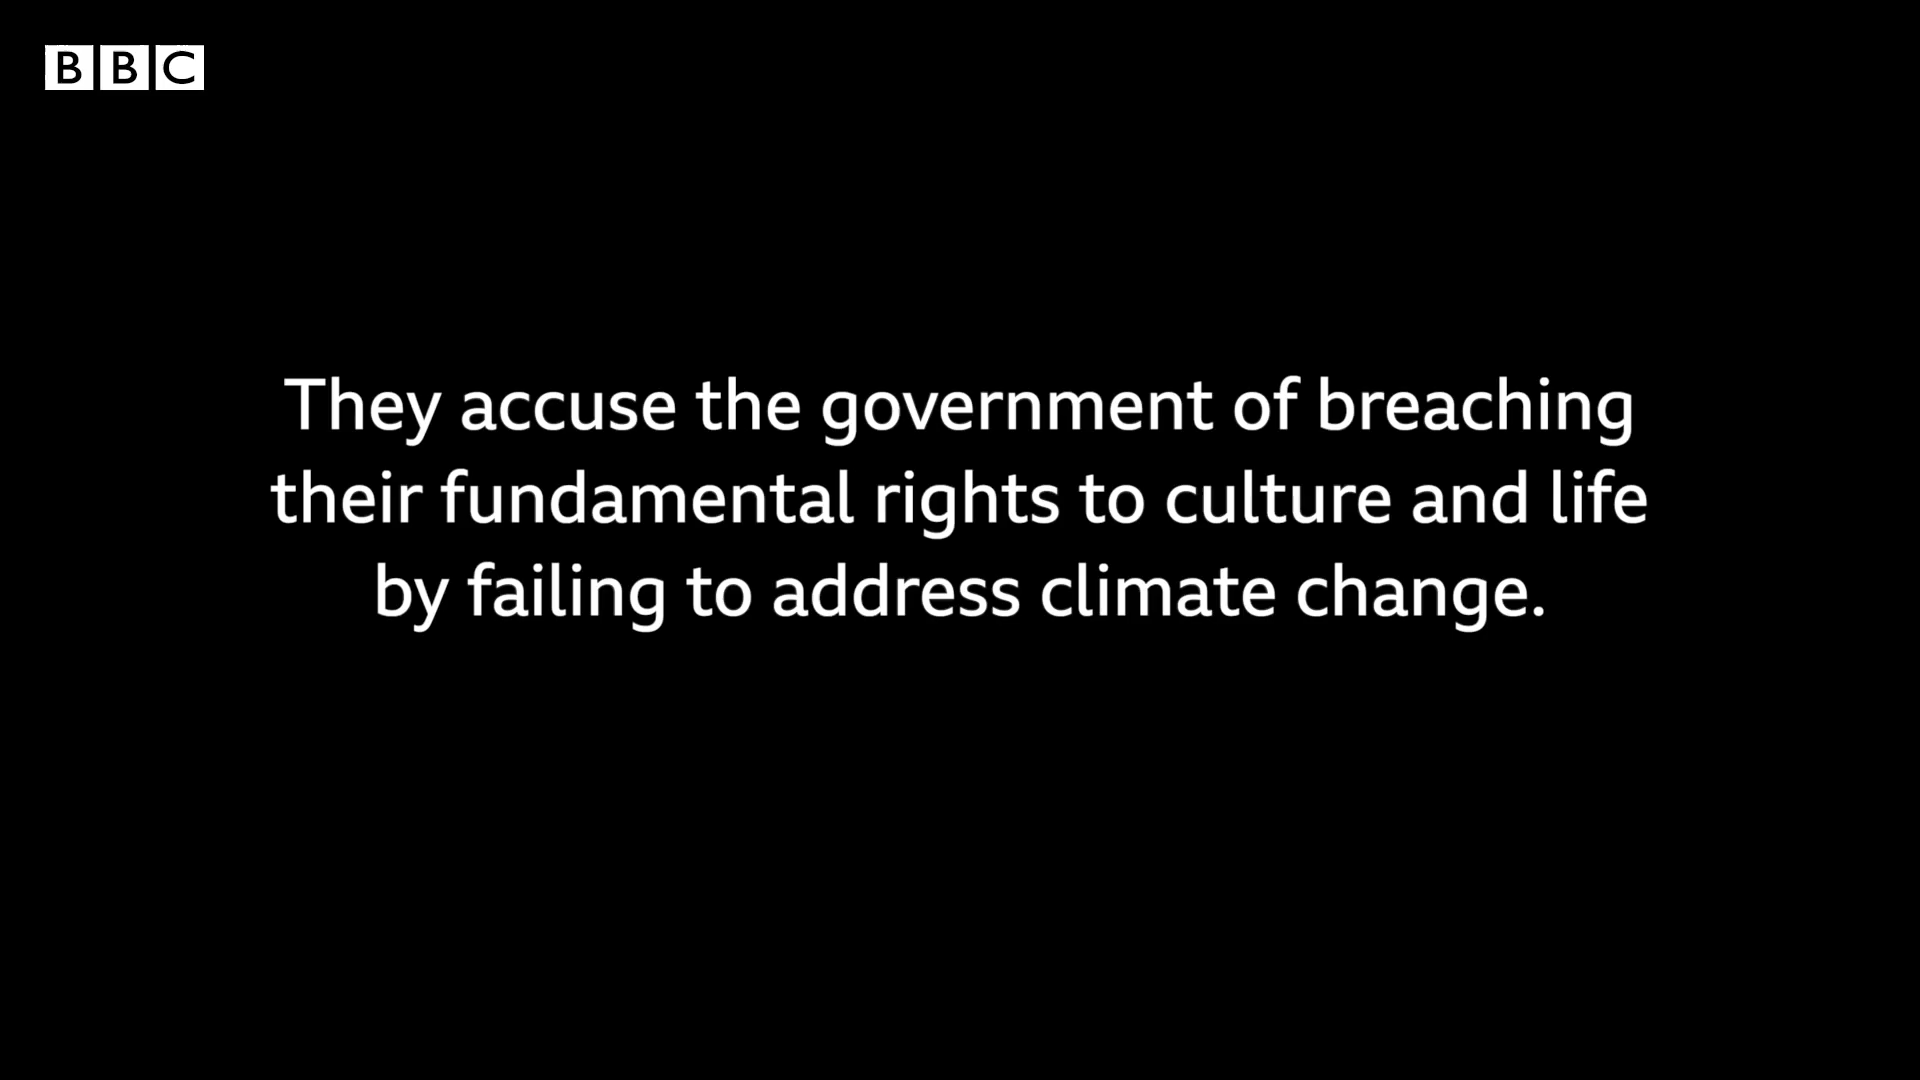 BBC
They accuse the government of breaching
their fundamental rights to culture and life
by failing to address climate change.